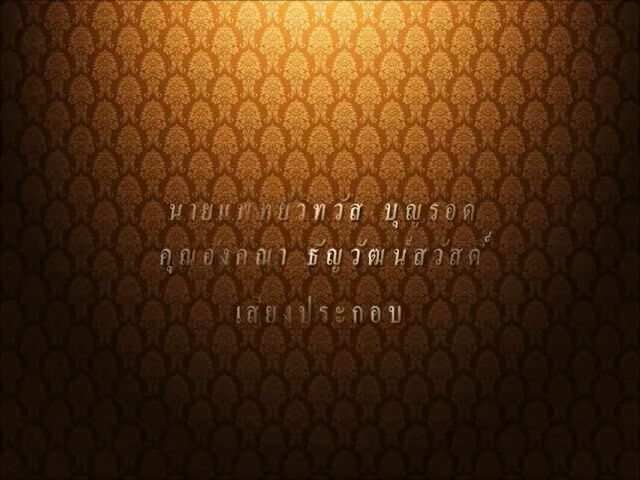 นายแพทย์วิทวัส บุญรอด
คุณอังคณา ธัญวัฒน์สวัสดิ์
เสียงประกอบ